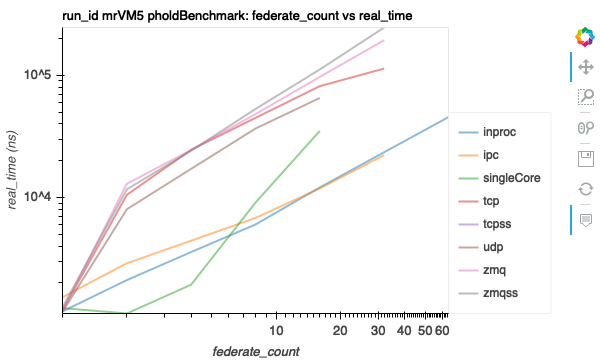 run_id mrVM5 pholdBenchmark: federate_count vs real_time
real_time (ns)
10^5
10^4
10
20
30
40
50
60
federate_count
inproc
ipc
singleCore
tcp
tcpss
udp
zmq
zmqss